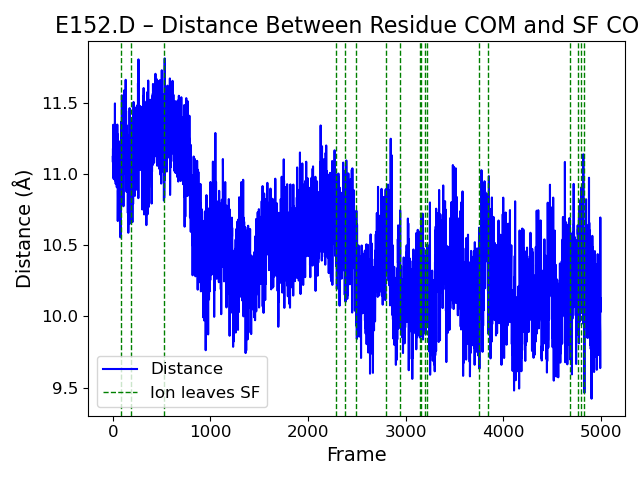 E152.D – Distance Between Residue COM and SF CO
Distance (Å)
11.5
11.0
10.5
10.0
9.5
Distance
Ion leaves SF
0 1000 2000 3000 4000 5000
Frame